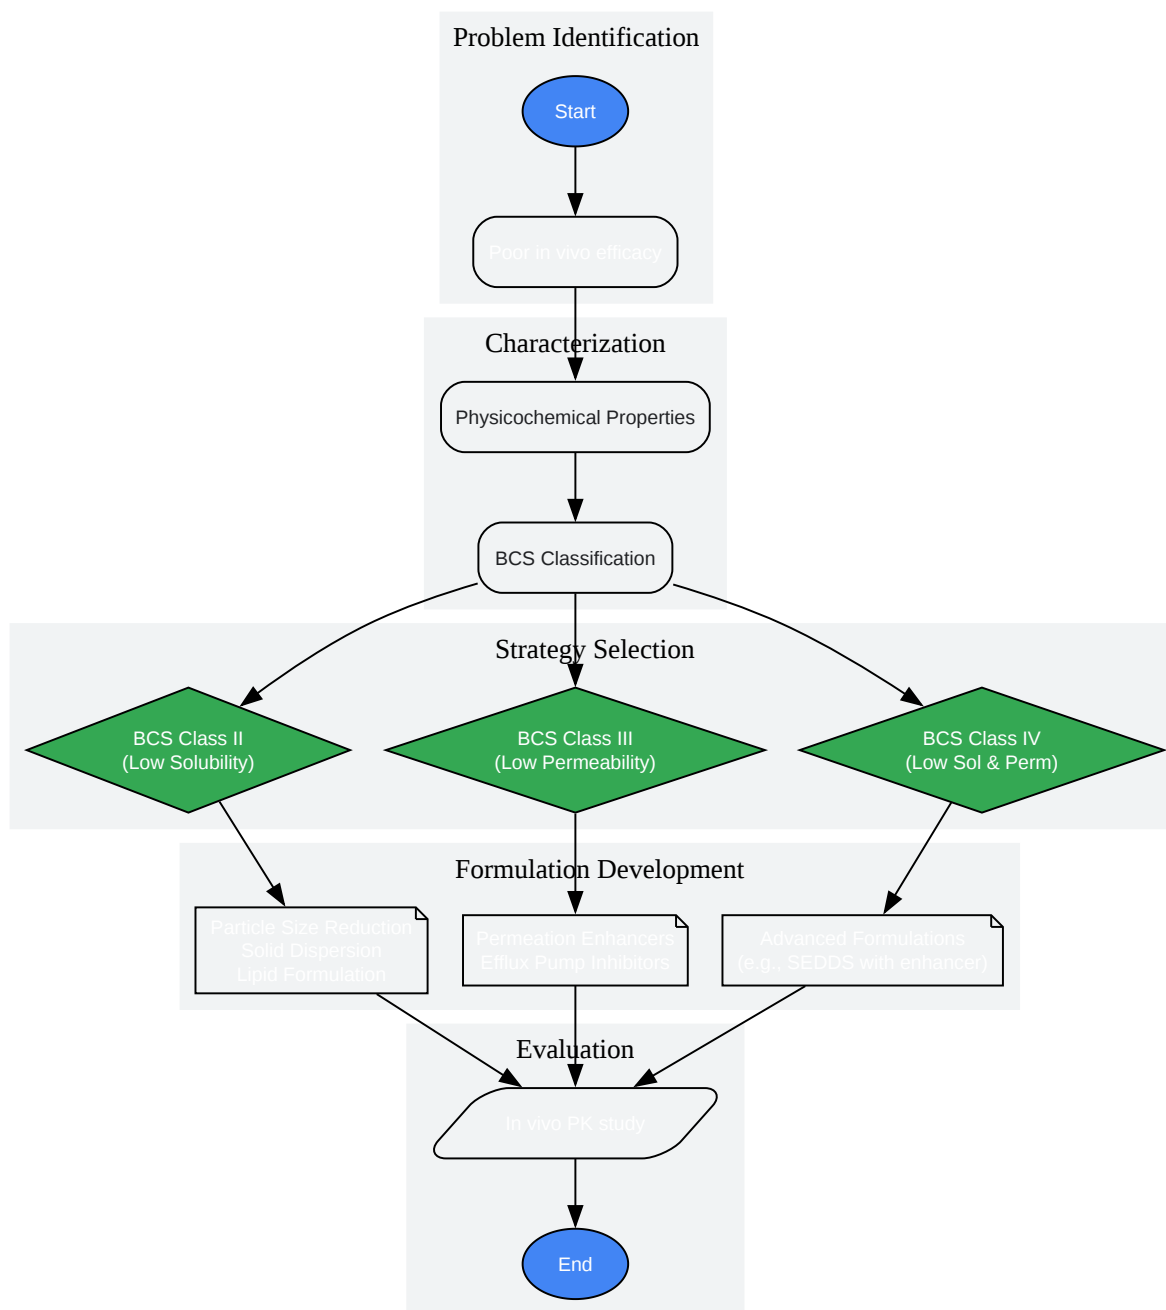 Problem Identification
Start
Poor in vivo efficacy
Characterization
Physicochemical Properties
BCS Classification
Strategy Selection
BCS Class II
(Low Solubility)
BCS Class III
(Low Permeability)
BCS Class IV
(Low Sol & Perm)
Formulation Development
Particle Size Reduction
Solid Dispersion
Lipid Formulation
Permeation Enhancers
Efflux Pump Inhibitors
Advanced Formulations
(e.g., SEDDS with enhancer)
Evaluation
In vivo PK study
End